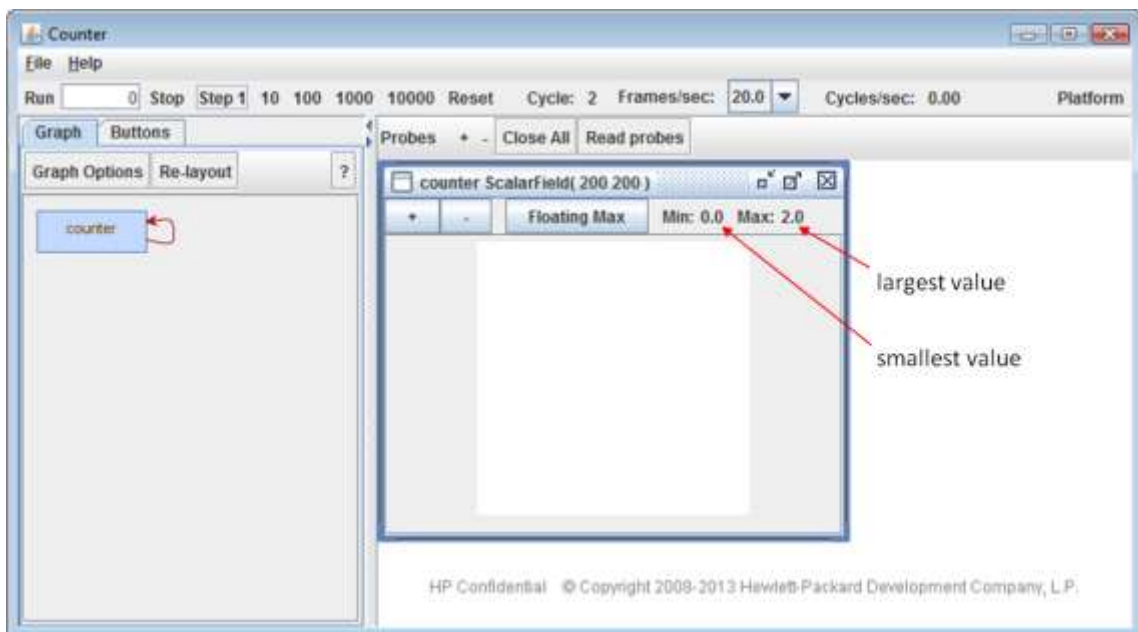 Counter
File Help
Run 0 Stop Step 1 10 100 1000 10000 Reset Cycle: 2 Frames/sec: 20.0 Cycles/sec: 0.00 Platform
Graph Buttons
Probes + - Close All Read probes
Graph Options Re-layout ?
counter ScalarField( 200 200 )
+ - Floating Max Min: 0.0 Max: 2.0
counter
largest value
smallest value
HP Confidential © Copyright 2008-2013 Hewlett-Packard Development Company, L.P.